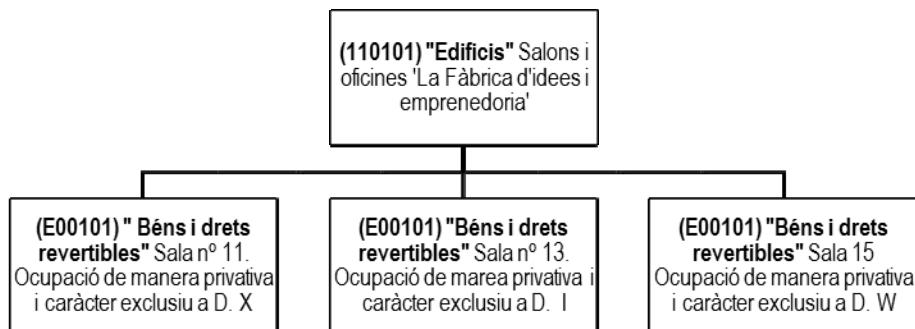 (110101) "Edificis" Salons i
oficines 'La Fàbrica d'idees i
emprenedoria'
(E00101) " Béns i drets
revertibles" Sala nº 11.
Ocupació de manera privativa
i caràcter exclusiu a D. X
(E00101) "Béns i drets
revertibles" Sala nº 13.
Ocupació de marea privativa i
caràcter exclusiu a D. I
(E00101) "Béns i drets
revertibles" Sala 15
Ocupació de manera privativa
i caràcter exclusiu a D. W